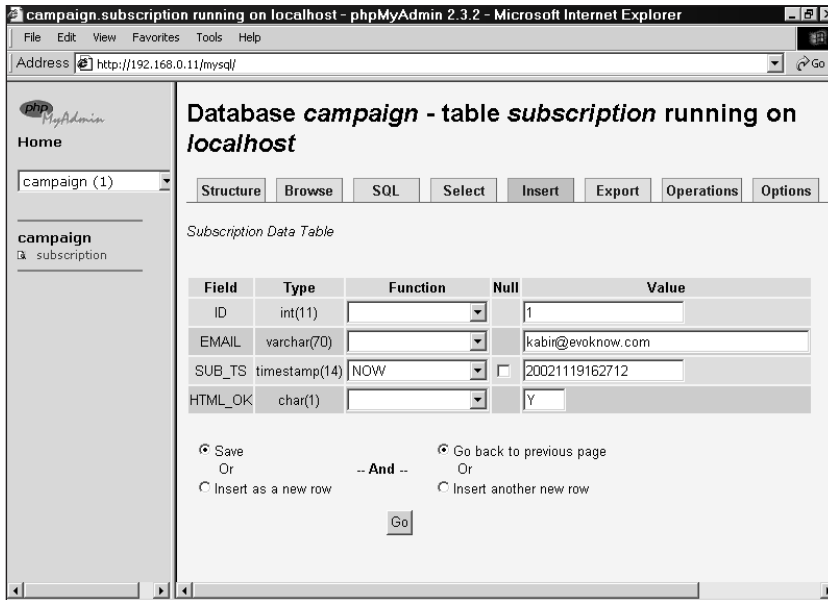 campaign.subscription running on localhost - phpMyAdmin 2.3.2 - Microsoft Internet Explorer
File Edit View Favorites Tools Help
Address http://192.168.0.11/mysql/ Go
php
MyAdmin
Home
campaign (1)
campaign
subscription
Database campaign - table subscription running on
localhost
Structure Browse SQL Select Insert Export Operations Options
Subscription Data Table
Field Type Function Null Value
ID int(11) 1
EMAIL varchar(70) kabir@evoknow.com
SUB_TS timestamp(14) NOW 20021119162712
HTML_OK char(1) Y
Save Go back to previous page
Or -- And -- Or
Insert as a new row Insert another new row
Go